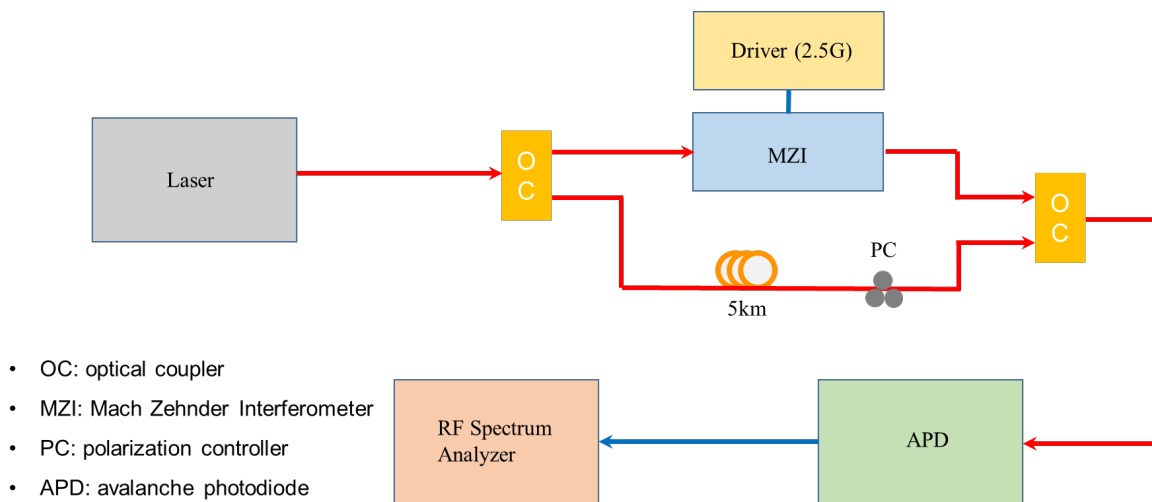 Driver (2.5G)
Laser
O
C
MZI
O
C
PC
5km
• OC: optical coupler
• MZI: Mach Zehnder Interferometer
• PC: polarization controller
• APD: avalanche photodiode
RF Spectrum
Analyzer
APD